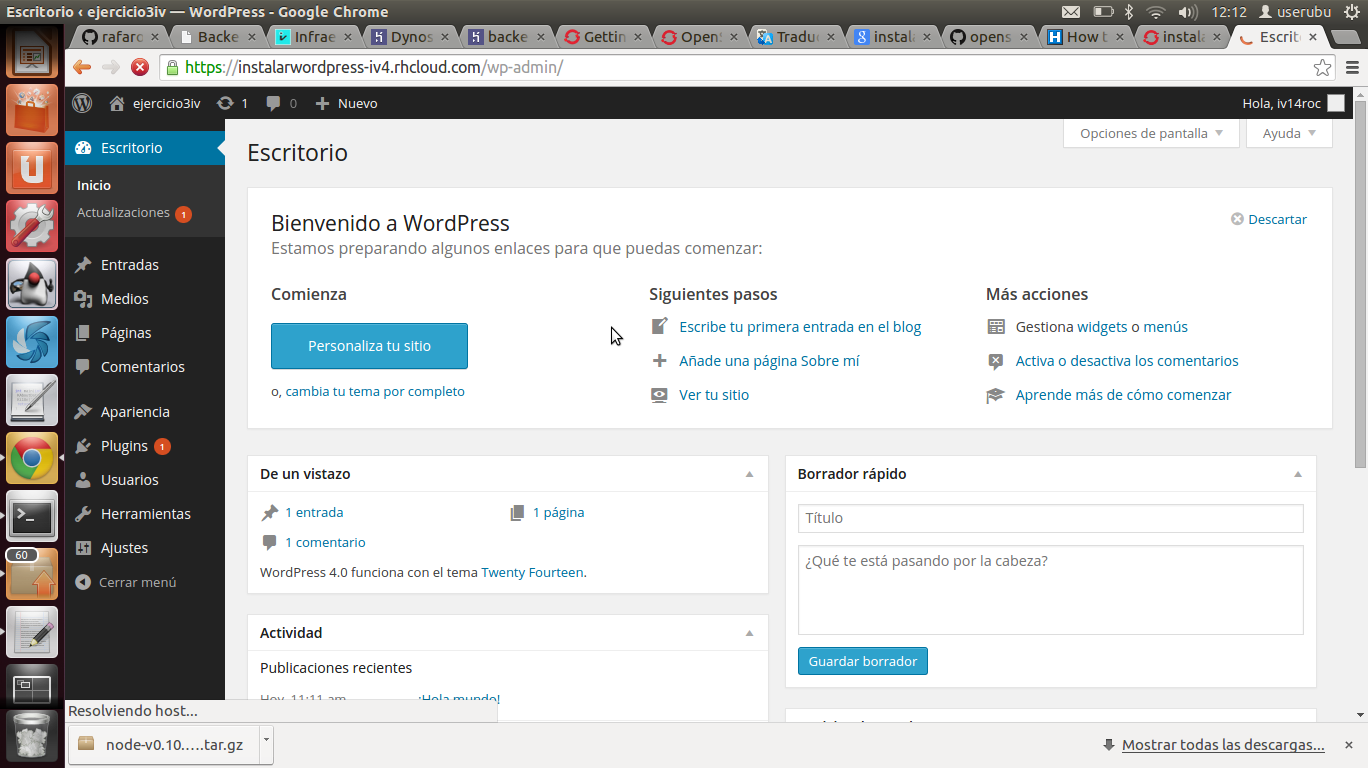 Escritorio ‹ ejercicio3iv — WordPress - Google Chrome
12:12 userubu
rafaro Backe Infrae Dynos backe Gettin OpenS Tradu instala opens How t instala Escrit
https://instalarwordpress-iv4.rhcloud.com/wp-admin/
ejercicio3iv 1 0 Nuevo
Hola, iv14roc
Opciones de pantalla Ayuda
Escritorio
Inicio
Actualizaciones 1
Entradas
Medios
Páginas
Comentarios
Apariencia
Plugins 1
Usuarios
Herramientas
Ajustes
Cerrar menú
60
Escritorio
Bienvenido a WordPress
Descartar
Estamos preparando algunos enlaces para que puedas comenzar:
Comienza
Personaliza tu sitio
o, cambia tu tema por completo
Siguientes pasos
Escribe tu primera entrada en el blog
Añade una página Sobre mí
Ver tu sitio
Más acciones
Gestiona widgets o menús
Activa o desactiva los comentarios
Aprende más de cómo comenzar
De un vistazo
1 entrada 1 página
1 comentario
WordPress 4.0 funciona con el tema Twenty Fourteen.
Actividad
Publicaciones recientes
Hoy, 11:11 am ¡Hola mundo!
Borrador rápido
Título
¿Qué te está pasando por la cabeza?
Guardar borrador
Resolviendo host...
node-v0.10.....tar.gz
Mostrar todas las descargas...